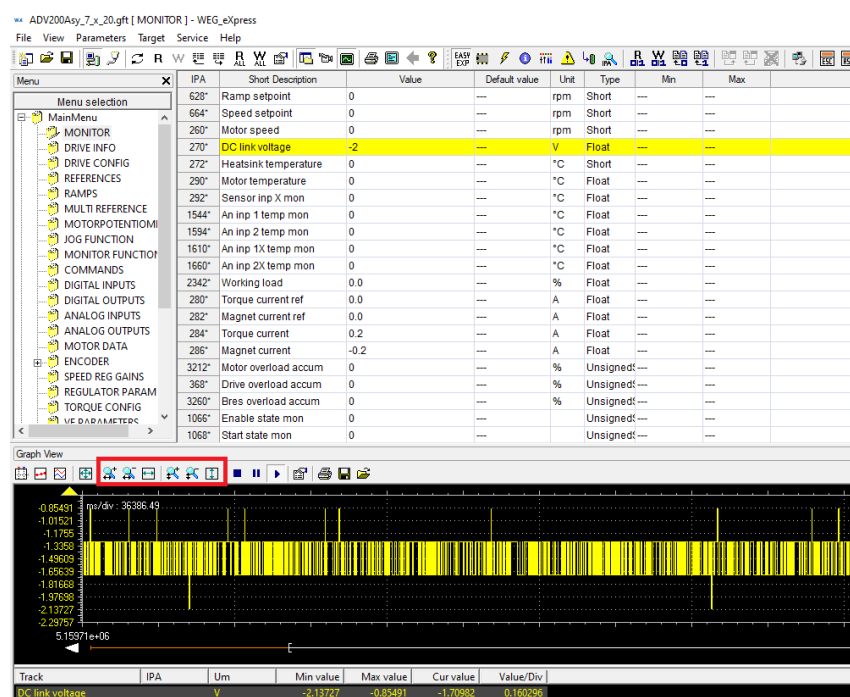 ADV200Asy_7_x_20.gft [ MONITOR ] - WEG_eXpress
File View Parameters Target Service Help
Menu X
Menu selection
MainMenu
MONITOR
DRIVE INFO
DRIVE CONFIG
REFERENCES
RAMPS
MULTI REFERENCE
MOTORPOTENTIOMI
JOG FUNCTION
MONITOR FUNCTION
COMMANDS
DIGITAL INPUTS
DIGITAL OUTPUTS
ANALOG INPUTS
ANALOG OUTPUTS
MOTOR DATA
ENCODER
SPEED REG GAINS
REGULATOR PARAM
TORQUE CONFIG
VF PARAMETERS
IPA Short Description Value Default value Unit Type Min Max
628* Ramp setpoint 0 --- rpm Short --- ---
664* Speed setpoint 0 --- rpm Short --- ---
260* Motor speed 0 --- rpm Short --- ---
270* DC link voltage -2 --- V Float --- ---
272* Heatsink temperature 0 --- °C Short --- ---
290* Motor temperature 0 --- °C Float --- ---
292* Sensor inp X mon 0 --- °C Float --- ---
1544* An inp 1 temp mon 0 --- °C Float --- ---
1594* An inp 2 temp mon 0 --- °C Float --- ---
1610* An inp 1X temp mon 0 --- °C Float --- ---
1660* An inp 2X temp mon 0 --- °C Float --- ---
2342* Working load 0.0 --- % Float --- ---
280* Torque current ref 0.0 --- A Float --- ---
282* Magnet current ref 0.0 --- A Float --- ---
284* Torque current 0.2 --- A Float --- ---
286* Magnet current -0.2 --- A Float --- ---
3212* Motor overload accum 0 --- % UnsignedS --- ---
368* Drive overload accum 0 --- % UnsignedS --- ---
3260* Bres overload accum 0 --- % UnsignedS --- ---
1066* Enable state mon 0 --- UnsignedS --- ---
1068* Start state mon 0 --- UnsignedS --- ---
Graph View
ms/div : 36386.49
-0.85491
-1.01521
-1.1755
-1.3358
-1.49609
-1.65639
-1.81668
-1.97698
-2.13727
-2.29757
5.15971e+06
Track IPA Um Min value Max value Cur value Value/Div
DC link voltage V -2.13727 -0.85491 -1.70982 0.160296